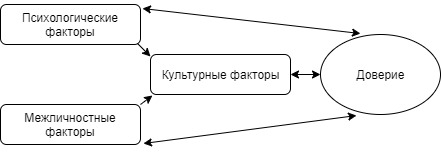 Психологические
факторы
Культурные факторы
Доверие
Межличностные
факторы